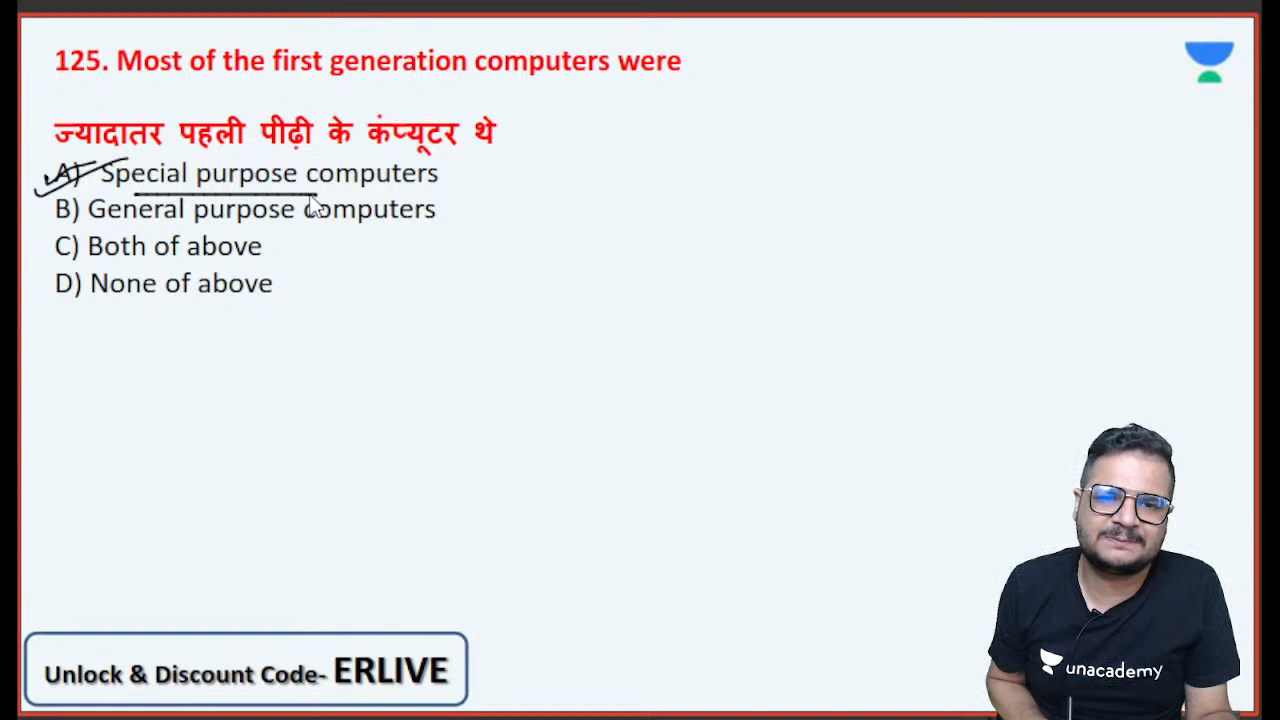 125. Most of the first generation computers were
ज्यादातर पहली पीढ़ी के कंप्यूटर थे
A) Special purpose computers
B) General purpose computers
C) Both of above
D) None of above
Unlock & Discount Code- ERLIVE
unacademy